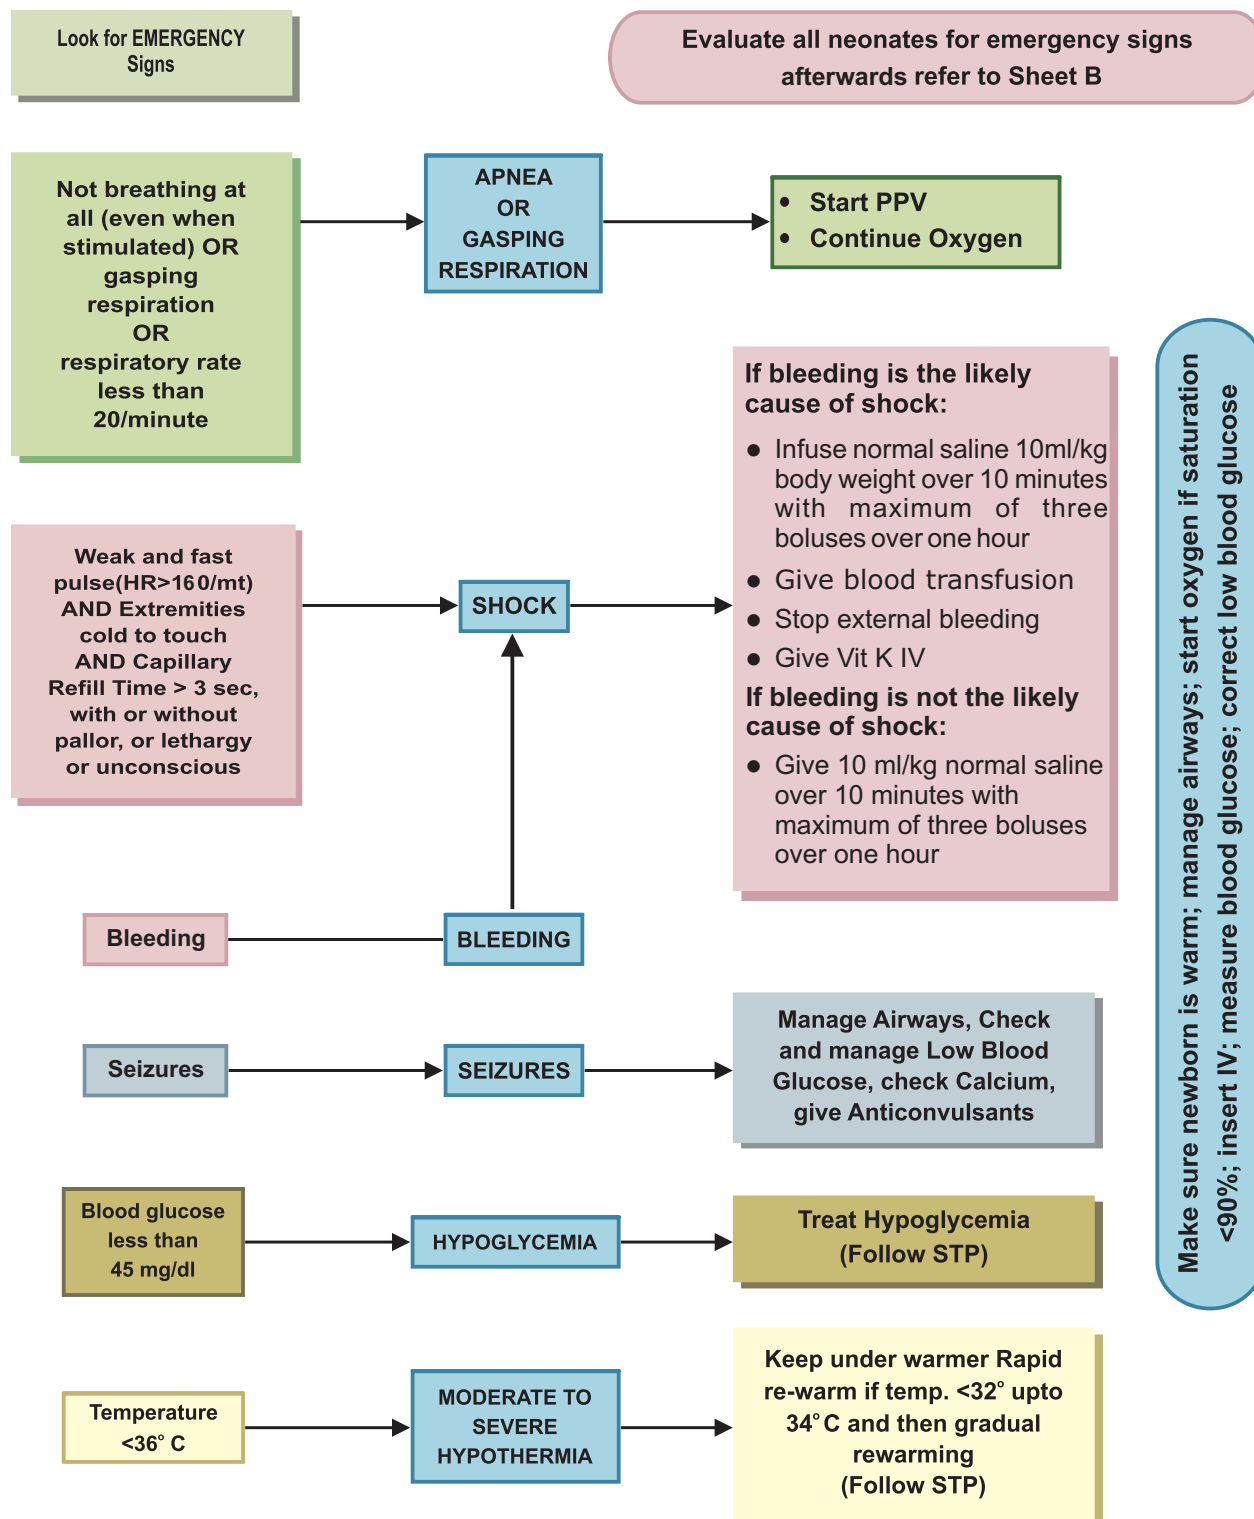 Look for EMERGENCY
Signs
Evaluate all neonates for emergency signs
afterwards refer to Sheet B
Not breathing at
all (even when
stimulated) OR
gasping
respiration
OR
respiratory rate
less than
20/minute
APNEA
OR
GASPING
RESPIRATION
• Start PPV
• Continue Oxygen
Weak and fast
pulse(HR>160/mt)
AND Extremities
cold to touch
AND Capillary
Refill Time > 3 sec,
with or without
pallor, or lethargy
or unconscious
SHOCK
If bleeding is the likely
cause of shock:
● Infuse normal saline 10ml/kg
body weight over 10 minutes
with maximum of three
boluses over one hour
● Give blood transfusion
● Stop external bleeding
● Give Vit K IV
If bleeding is not the likely
cause of shock:
● Give 10 ml/kg normal saline
over 10 minutes with
maximum of three boluses
over one hour
Bleeding
BLEEDING
Seizures
SEIZURES
Manage Airways, Check
and manage Low Blood
Glucose, check Calcium,
give Anticonvulsants
Blood glucose
less than
45 mg/dl
HYPOGLYCEMIA
Treat Hypoglycemia
(Follow STP)
Temperature
<36° C
MODERATE TO
SEVERE
HYPOTHERMIA
Keep under warmer Rapid
re-warm if temp. <32° upto
34° C and then gradual
rewarming
(Follow STP)
Make sure newborn is warm; manage airways; start oxygen if saturation
<90%; insert IV; measure blood glucose; correct low blood glucose